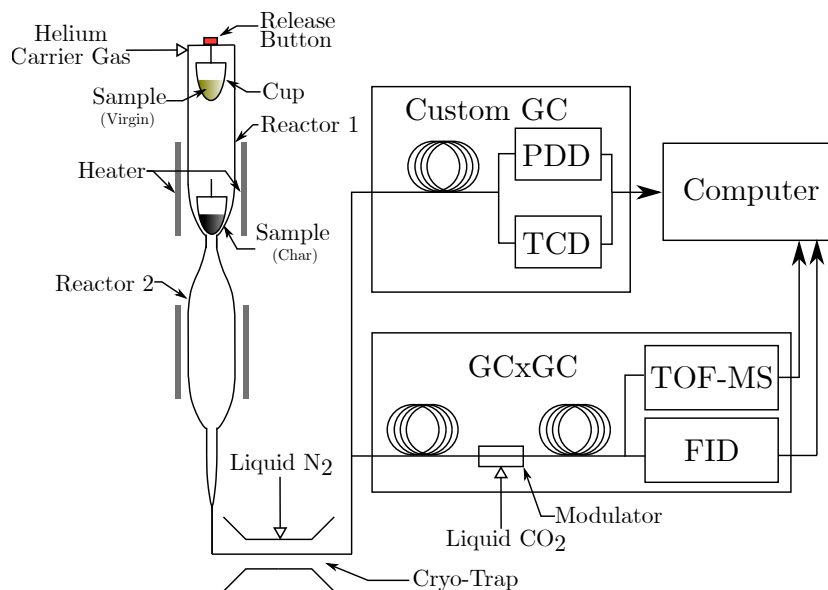 Release
Button
Helium
Carrier Gas
Sample
(Virgin)
Cup
Reactor 1
Heater
Sample
(Char)
Reactor 2
Liquid N2
Cryo-Trap
Custom GC
PDD
TCD
Computer
GCxGC
TOF-MS
FID
Modulator
Liquid CO2